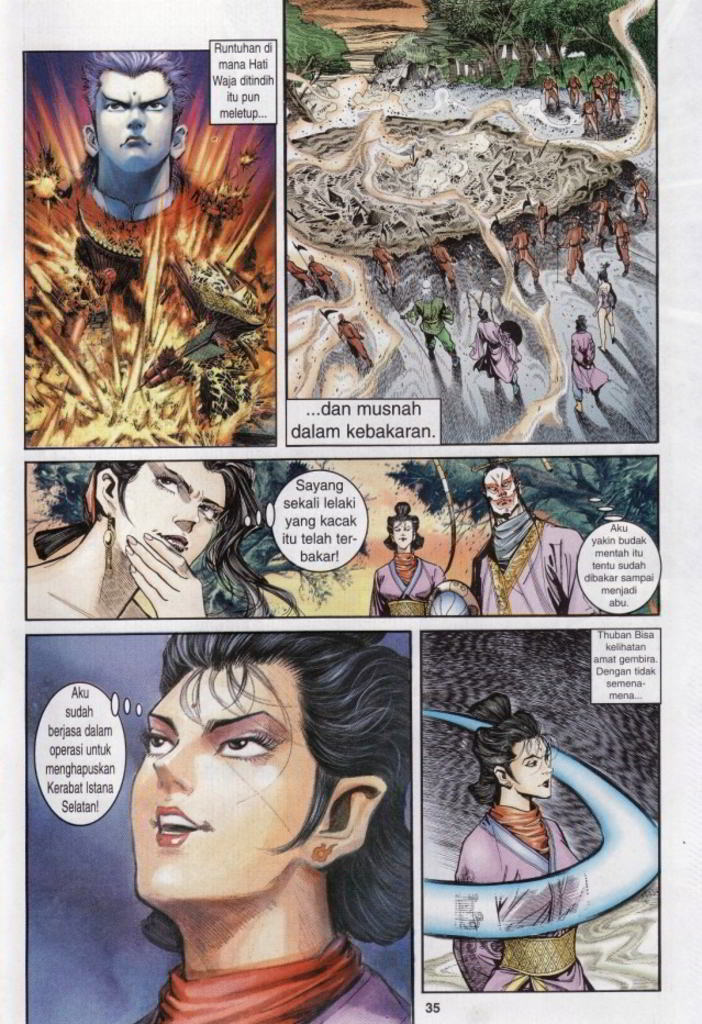 Runtuhan di
mana Hati
Waja ditindih
itu pun
meletup...
...dan musnah
dalam kebakaran.
Sayang
sekali lelaki
yang kacak
itu telah ter-
bakar!
Aku
yakin budak
mentah itu
tentu
dibakar sampai
menjadi
abu.
Aku
sudah
berjasa dalam
operasi untuk
menghapuskan
Kerabat Istana
Selatan!
Thuban Bisa
kelihatan
amat gembira.
Dengan tidak
semena-
mena...
35